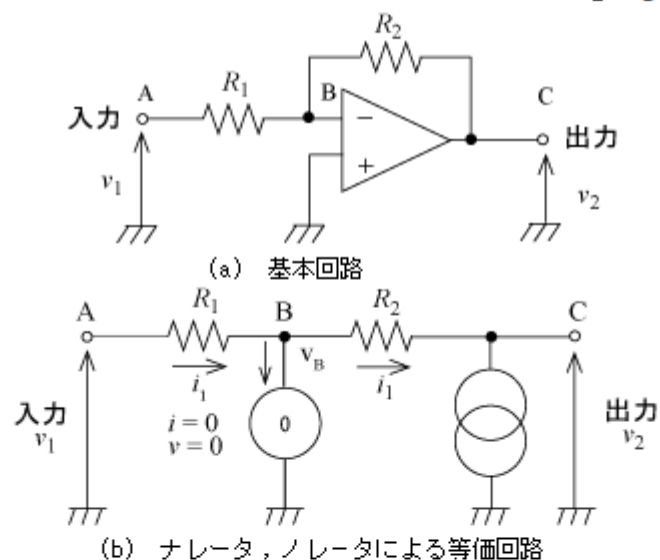 R2
A
R1
B
C
入力
−
+
出力
v1
v2
(a) 基本回路
A
R1
B
R2
C
i1
vB
i1
入力
v1
i = 0
v = 0
0
出力
v2
(b) ナレータ，ノレータによる等価回路